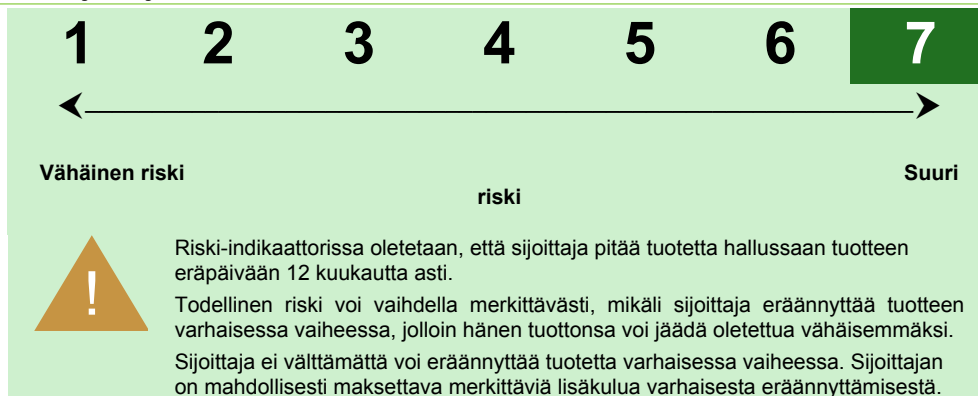 1 2 3 4 5 6 7
Vähäinen riski Suuri
riski
!
Riski-indikaattorissa oletetaan, että sijoittaja pitää tuotetta hallussaan tuotteen
eräpäivään 12 kuukautta asti.
Todellinen riski voi vaihdella merkittävästi, mikäli sijoittaja eräännyttää tuotteen
varhaisessa vaiheessa, jolloin hänen tuottonsa voi jäädä oletettua vähäisemmäksi.
Sijoittaja ei välttämättä voi eräännyttää tuotetta varhaisessa vaiheessa. Sijoittajan
on mahdollisesti maksettava merkittäviä lisäkulua varhaisesta eräännyttämisestä.